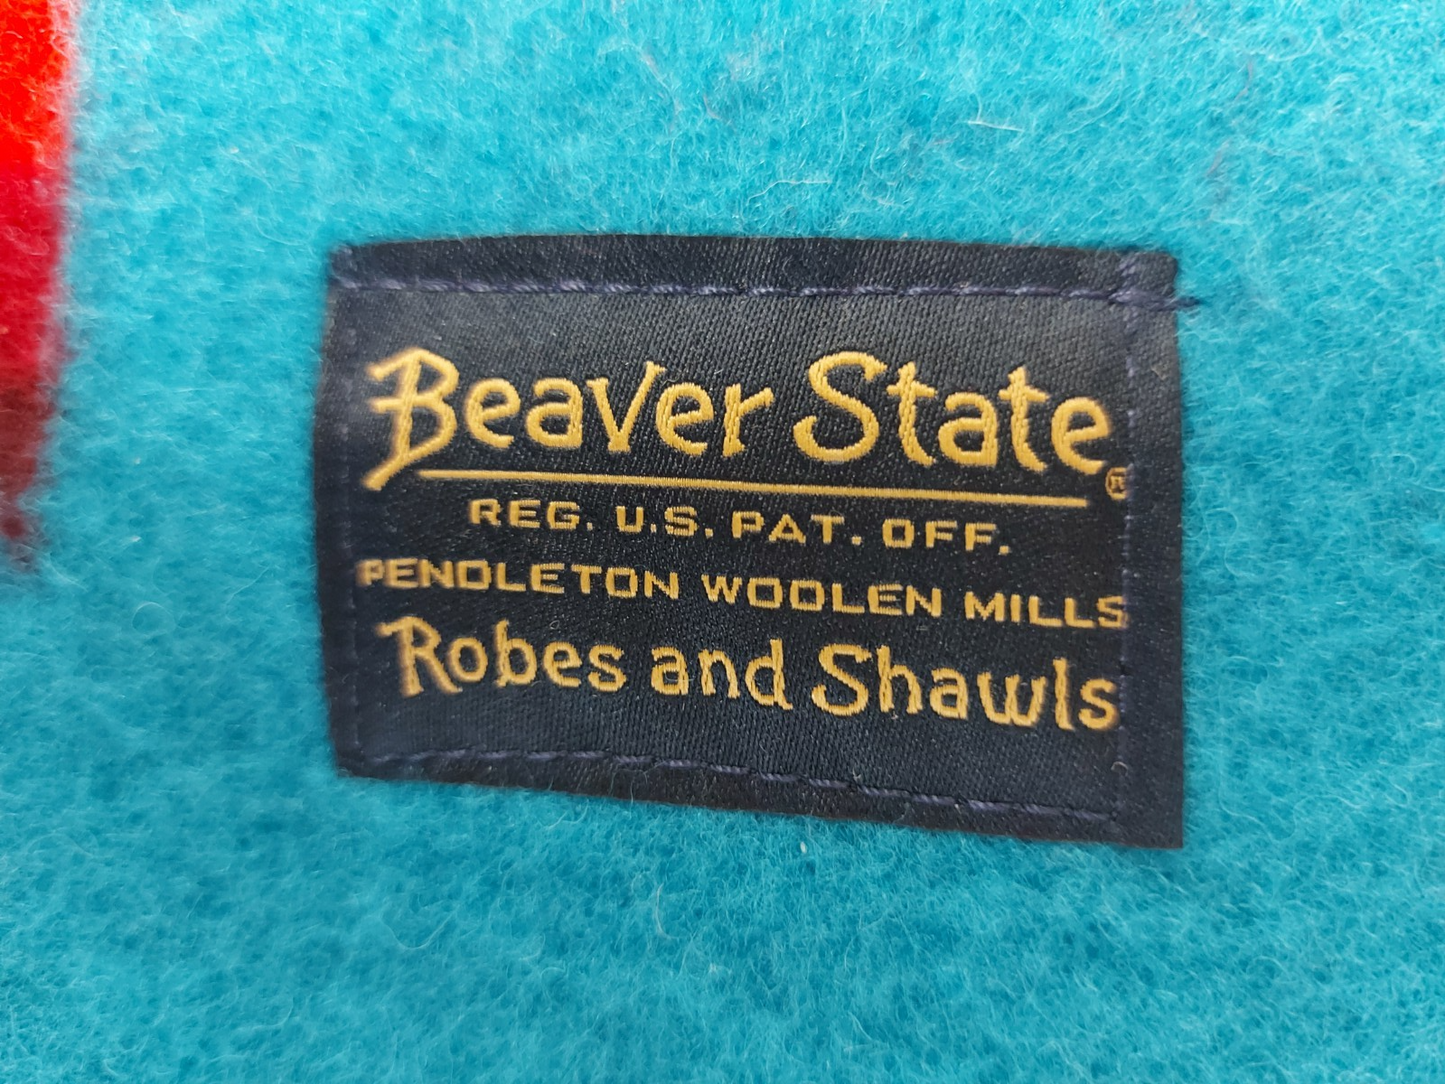 Beaver State®
REG. U.S. PAT. OFF.
PENDLETON WOOLEN MILLS
Robes and Shawls